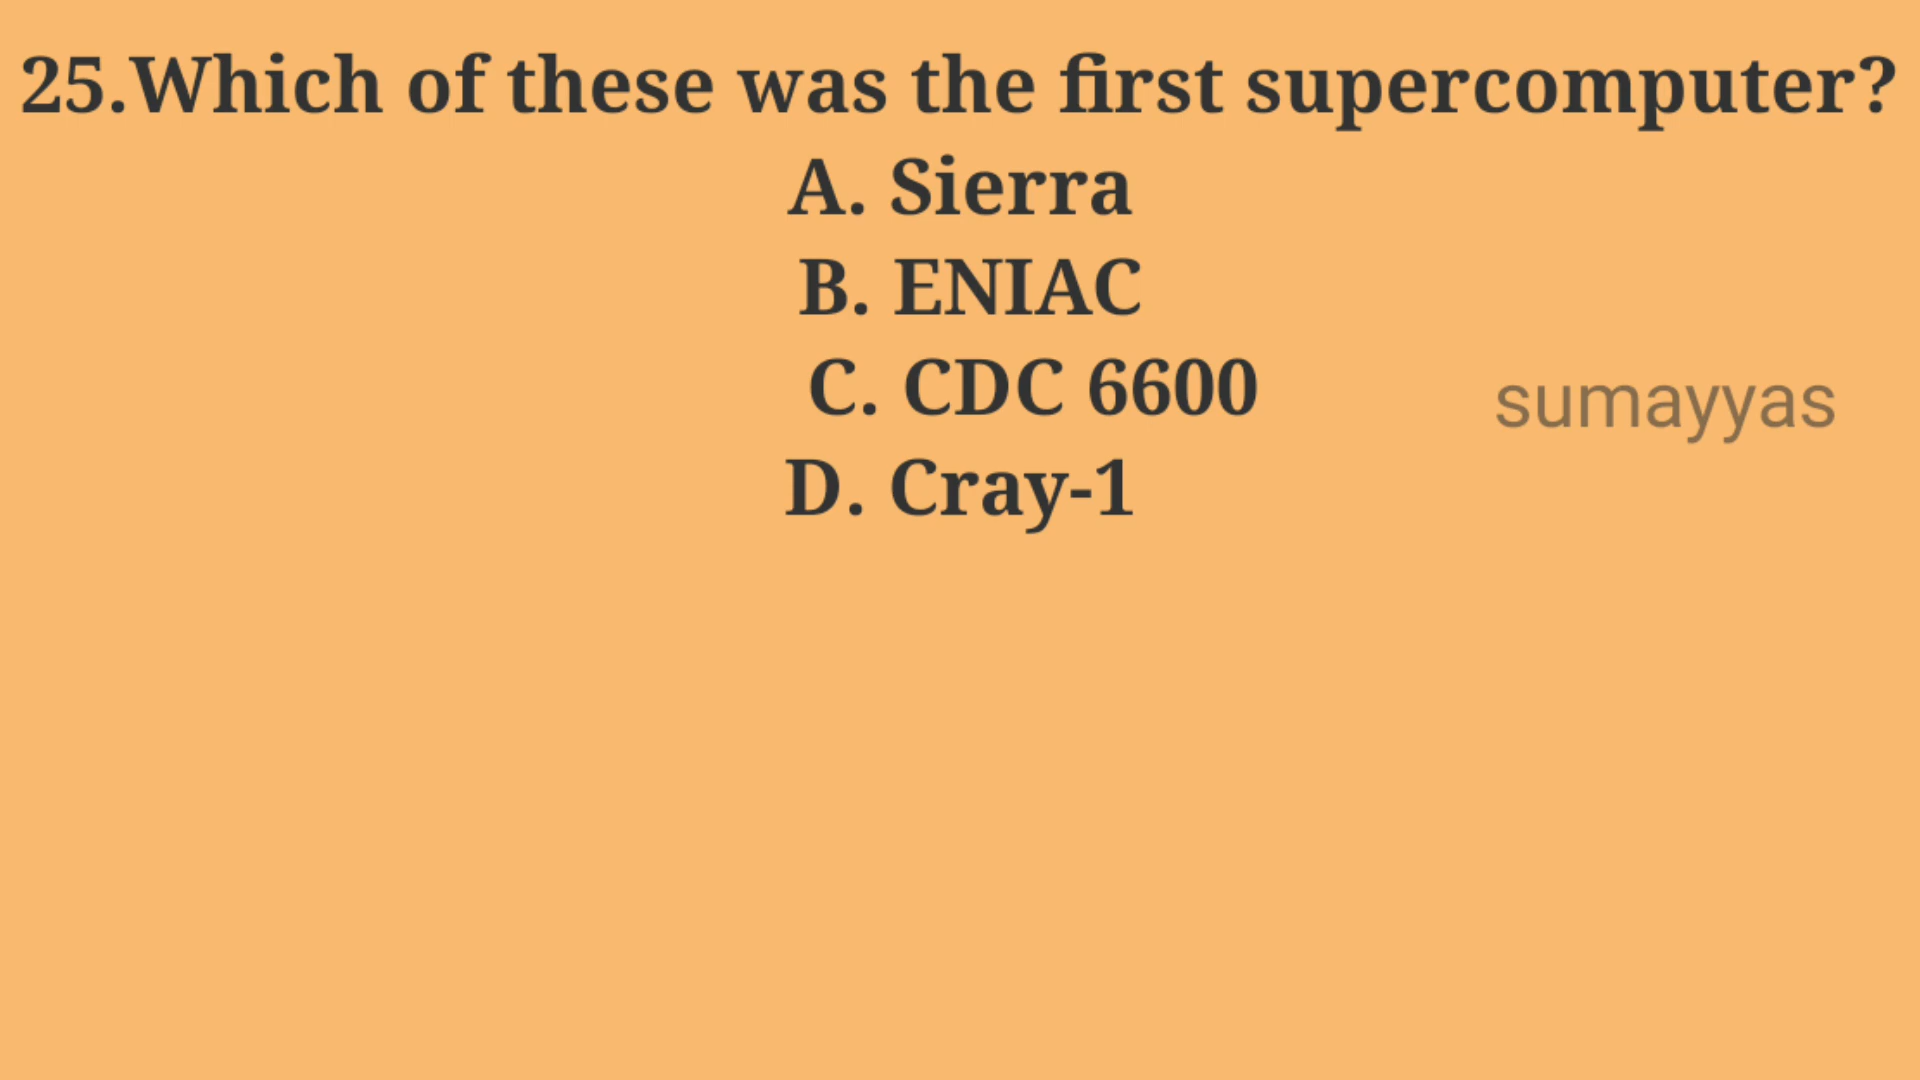 25.Which of these was the first supercomputer?
A. Sierra
B. ENIAC
C. CDC 6600
sumayyas
D. Cray-1